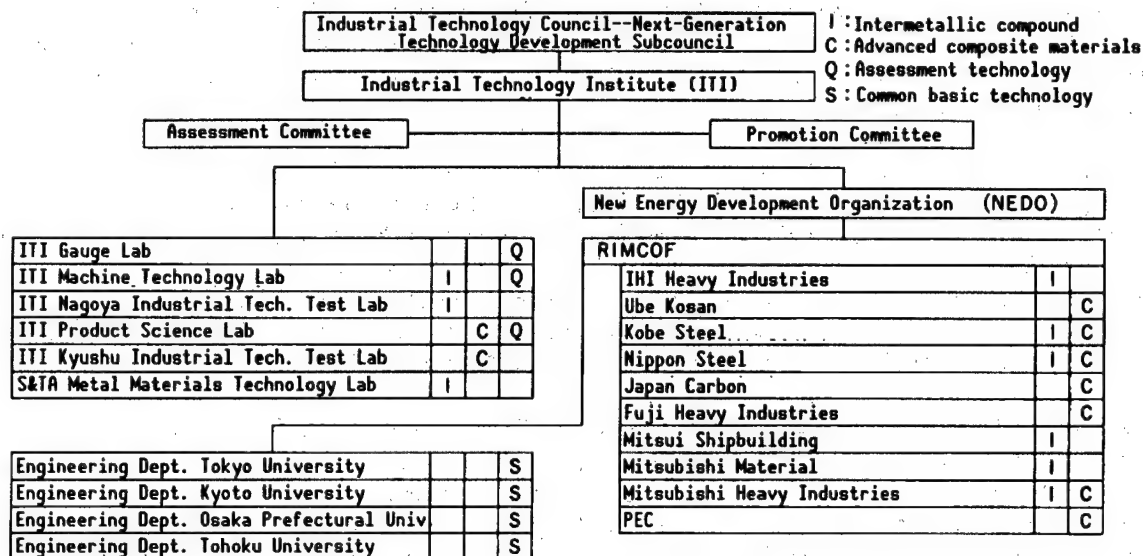 Industrial Technology Council--Next-Generation
Technology Development Subcouncil
I : Intermetallic compound
C : Advanced composite materials
Q : Assessment technology
S : Common basic technology
Industrial Technology Institute (ITI)
Assessment Committee
Promotion Committee
New Energy Development Organization (NEDO)
ITI Gauge Lab Q
ITI Machine Technology Lab I Q
ITI Nagoya Industrial Tech. Test Lab I
ITI Product Science Lab C Q
ITI Kyushu Industrial Tech. Test Lab C
S&TA Metal Materials Technology Lab I
RIMCOF
IHI Heavy Industries I
Ube Kosan C
Kobe Steel I C
Nippon Steel I C
Japan Carbon C
Fuji Heavy Industries C
Mitsui Shipbuilding I
Mitsubishi Material I
Mitsubishi Heavy Industries I C
PEC C
Engineering Dept. Tokyo University S
Engineering Dept. Kyoto University S
Engineering Dept. Osaka Prefectural Univ. S
Engineering Dept. Tohoku University S